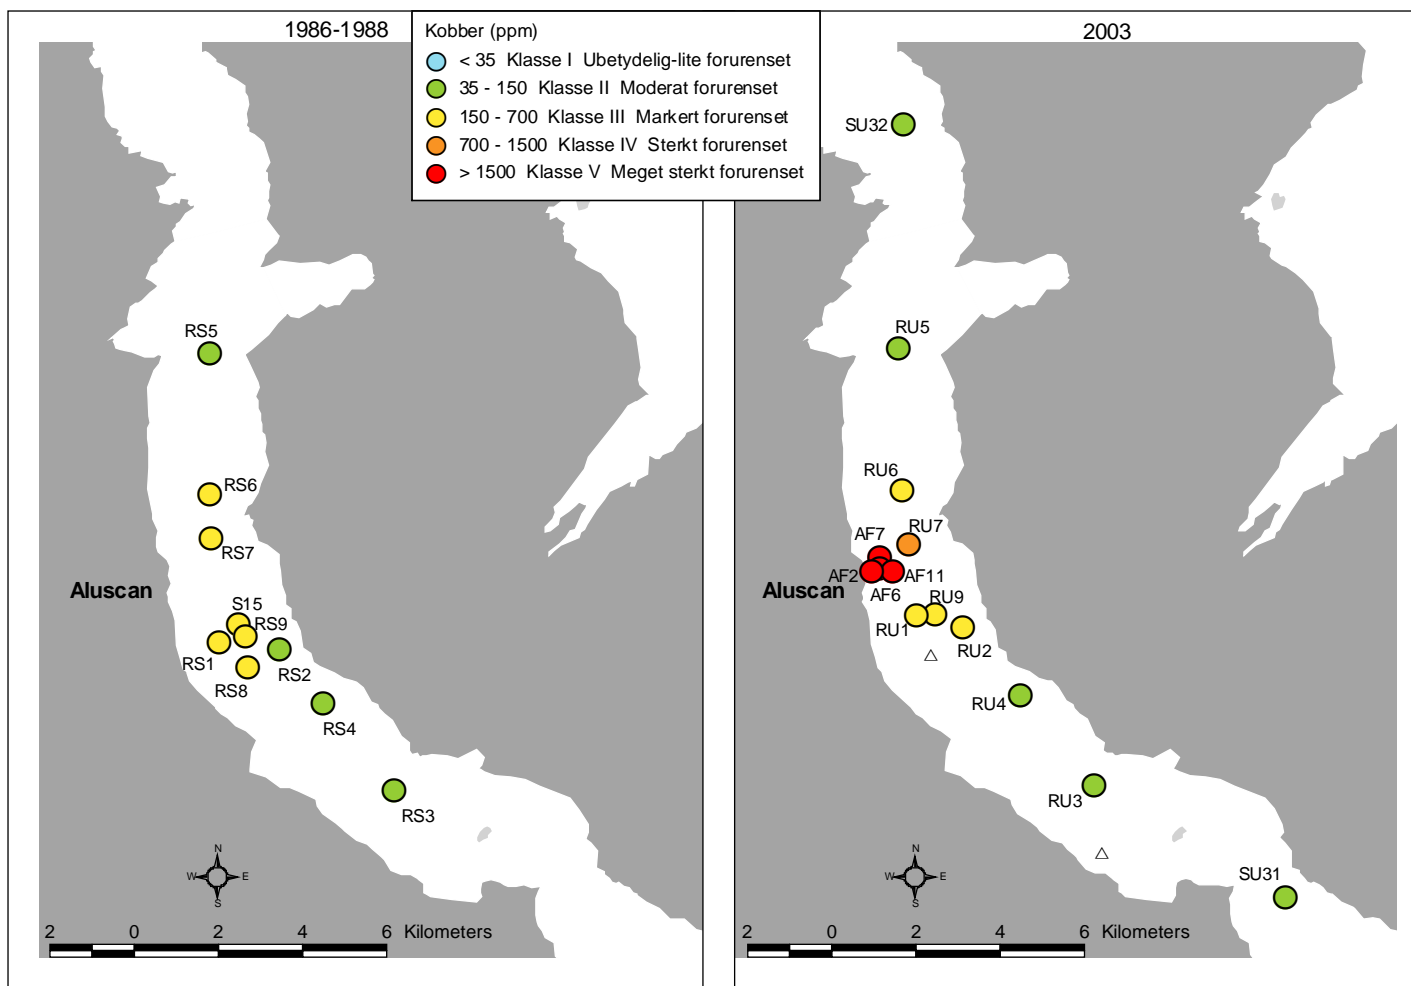 1986-1988
2003
Kobber (ppm)
< 35 Klasse I Ubetydelig-lite forurenset
35 - 150 Klasse II Moderat forurenset
150 - 700 Klasse III Markert forurenset
700 - 1500 Klasse IV Sterkt forurenset
> 1500 Klasse V Meget sterkt forurenset
RS5
RS6
RS7
Aluscan
S15
RS9
RS1
RS2
RS8
RS4
RS3
N
W E
S
2 0 2 4 6 Kilometers
SU32
RU5
RU6
RU7
AF7
AF2
AF11
Aluscan
AF6
RU9
RU1
RU2
RU4
RU3
SU31
N
W E
S
2 0 2 4 6 Kilometers